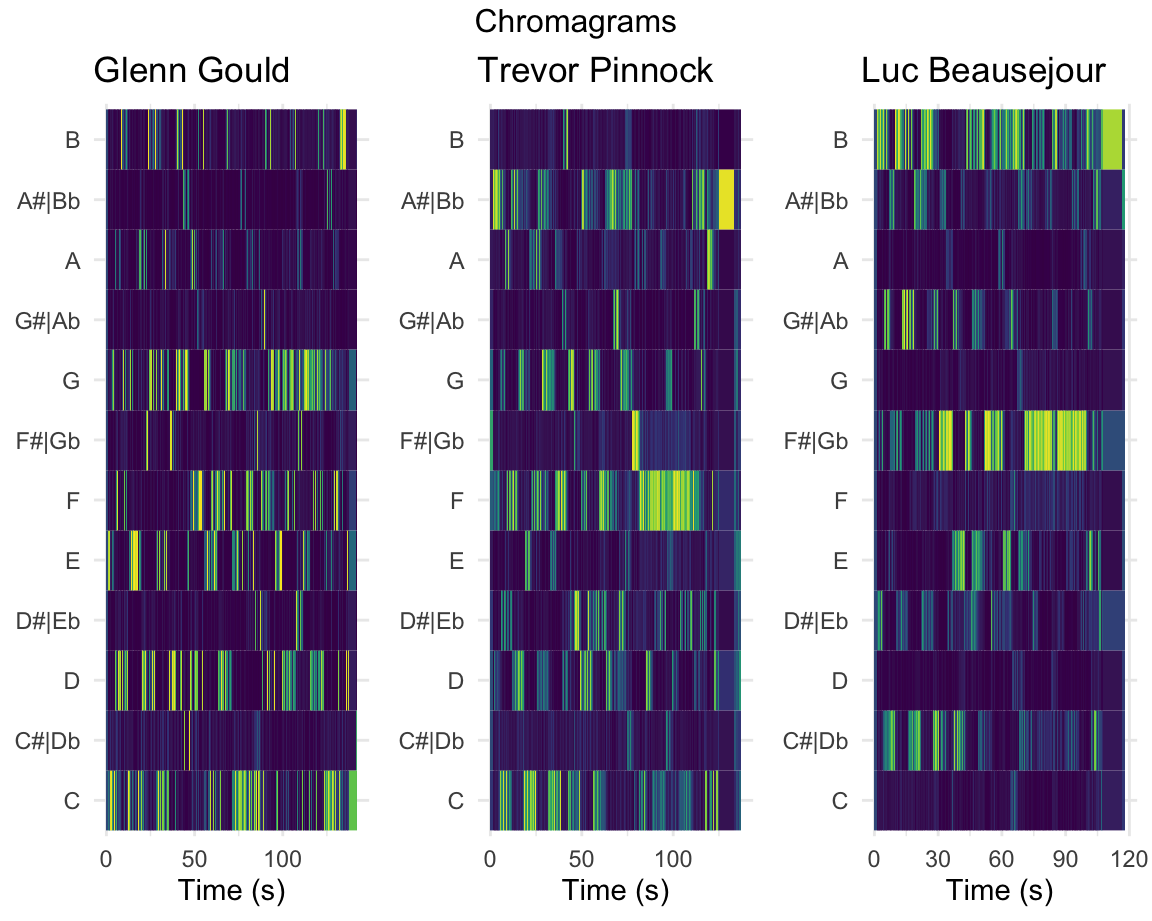 Chromagrams
Glenn Gould
B
A#|Bb
A
G#|Ab
G
F#|Gb
F
E
D#|Eb
D
C#|Db
C
0 50 100
Time (s)
Trevor Pinnock
B
A#|Bb
A
G#|Ab
G
F#|Gb
F
E
D#|Eb
D
C#|Db
C
0 50 100
Time (s)
Luc Beausejour
B
A#|Bb
A
G#|Ab
G
F#|Gb
F
E
D#|Eb
D
C#|Db
C
0 30 60 90 120
Time (s)